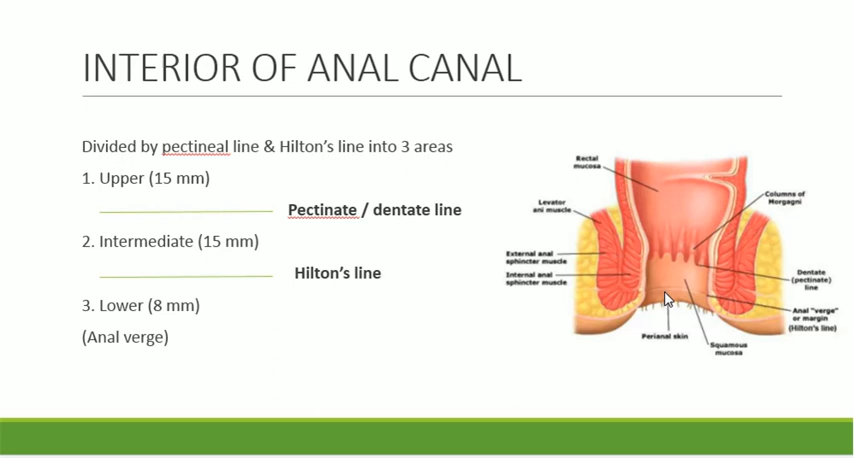 INTERIOR OF ANAL CANAL
Divided by pectineal line & Hilton's line into 3 areas
1. Upper (15 mm)
Pectinate / dentate line
2. Intermediate (15 mm)
Hilton's line
3. Lower (8 mm)
(Anal verge)
Rectal
mucosa
Levator
ani muscle
External anal
sphincter muscle
Internal anal
sphincter muscle
Columns of
Morgagni
Dentate
(pectinate)
line
Anal "verge"
or margin
(Hilton's line)
Perianal skin
Squamous
mucosa